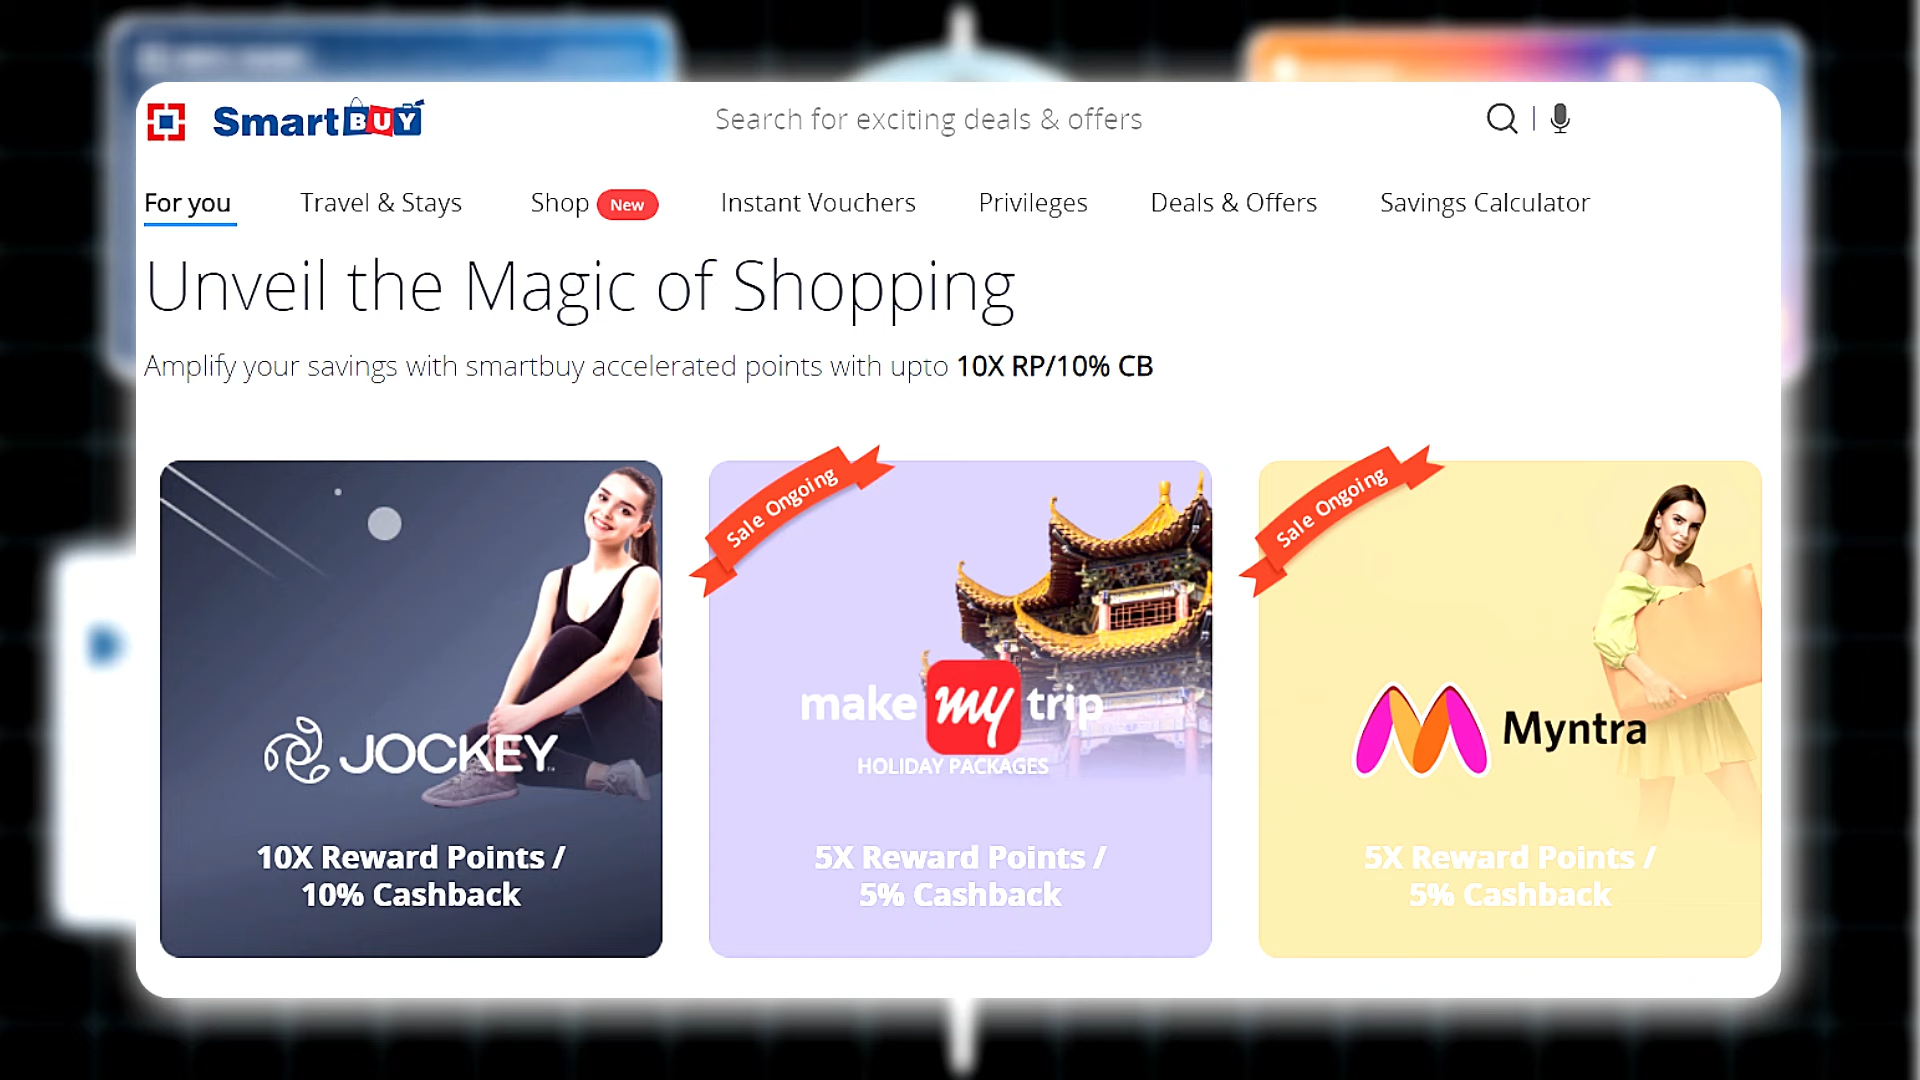 SmartBUY
Search for exciting deals & offers
For you
Travel & Stays
Shop New
Instant Vouchers
Privileges
Deals & Offers
Savings Calculator
Unveil the Magic of Shopping
Amplify your savings with smartbuy accelerated points with upto 10X RP/10% CB
JOCKEY
10X Reward Points /
10% Cashback
Sale Ongoing
make my trip
HOLIDAY PACKAGES
5X Reward Points /
5% Cashback
Sale Ongoing
Myntra
5X Reward Points /
5% Cashback